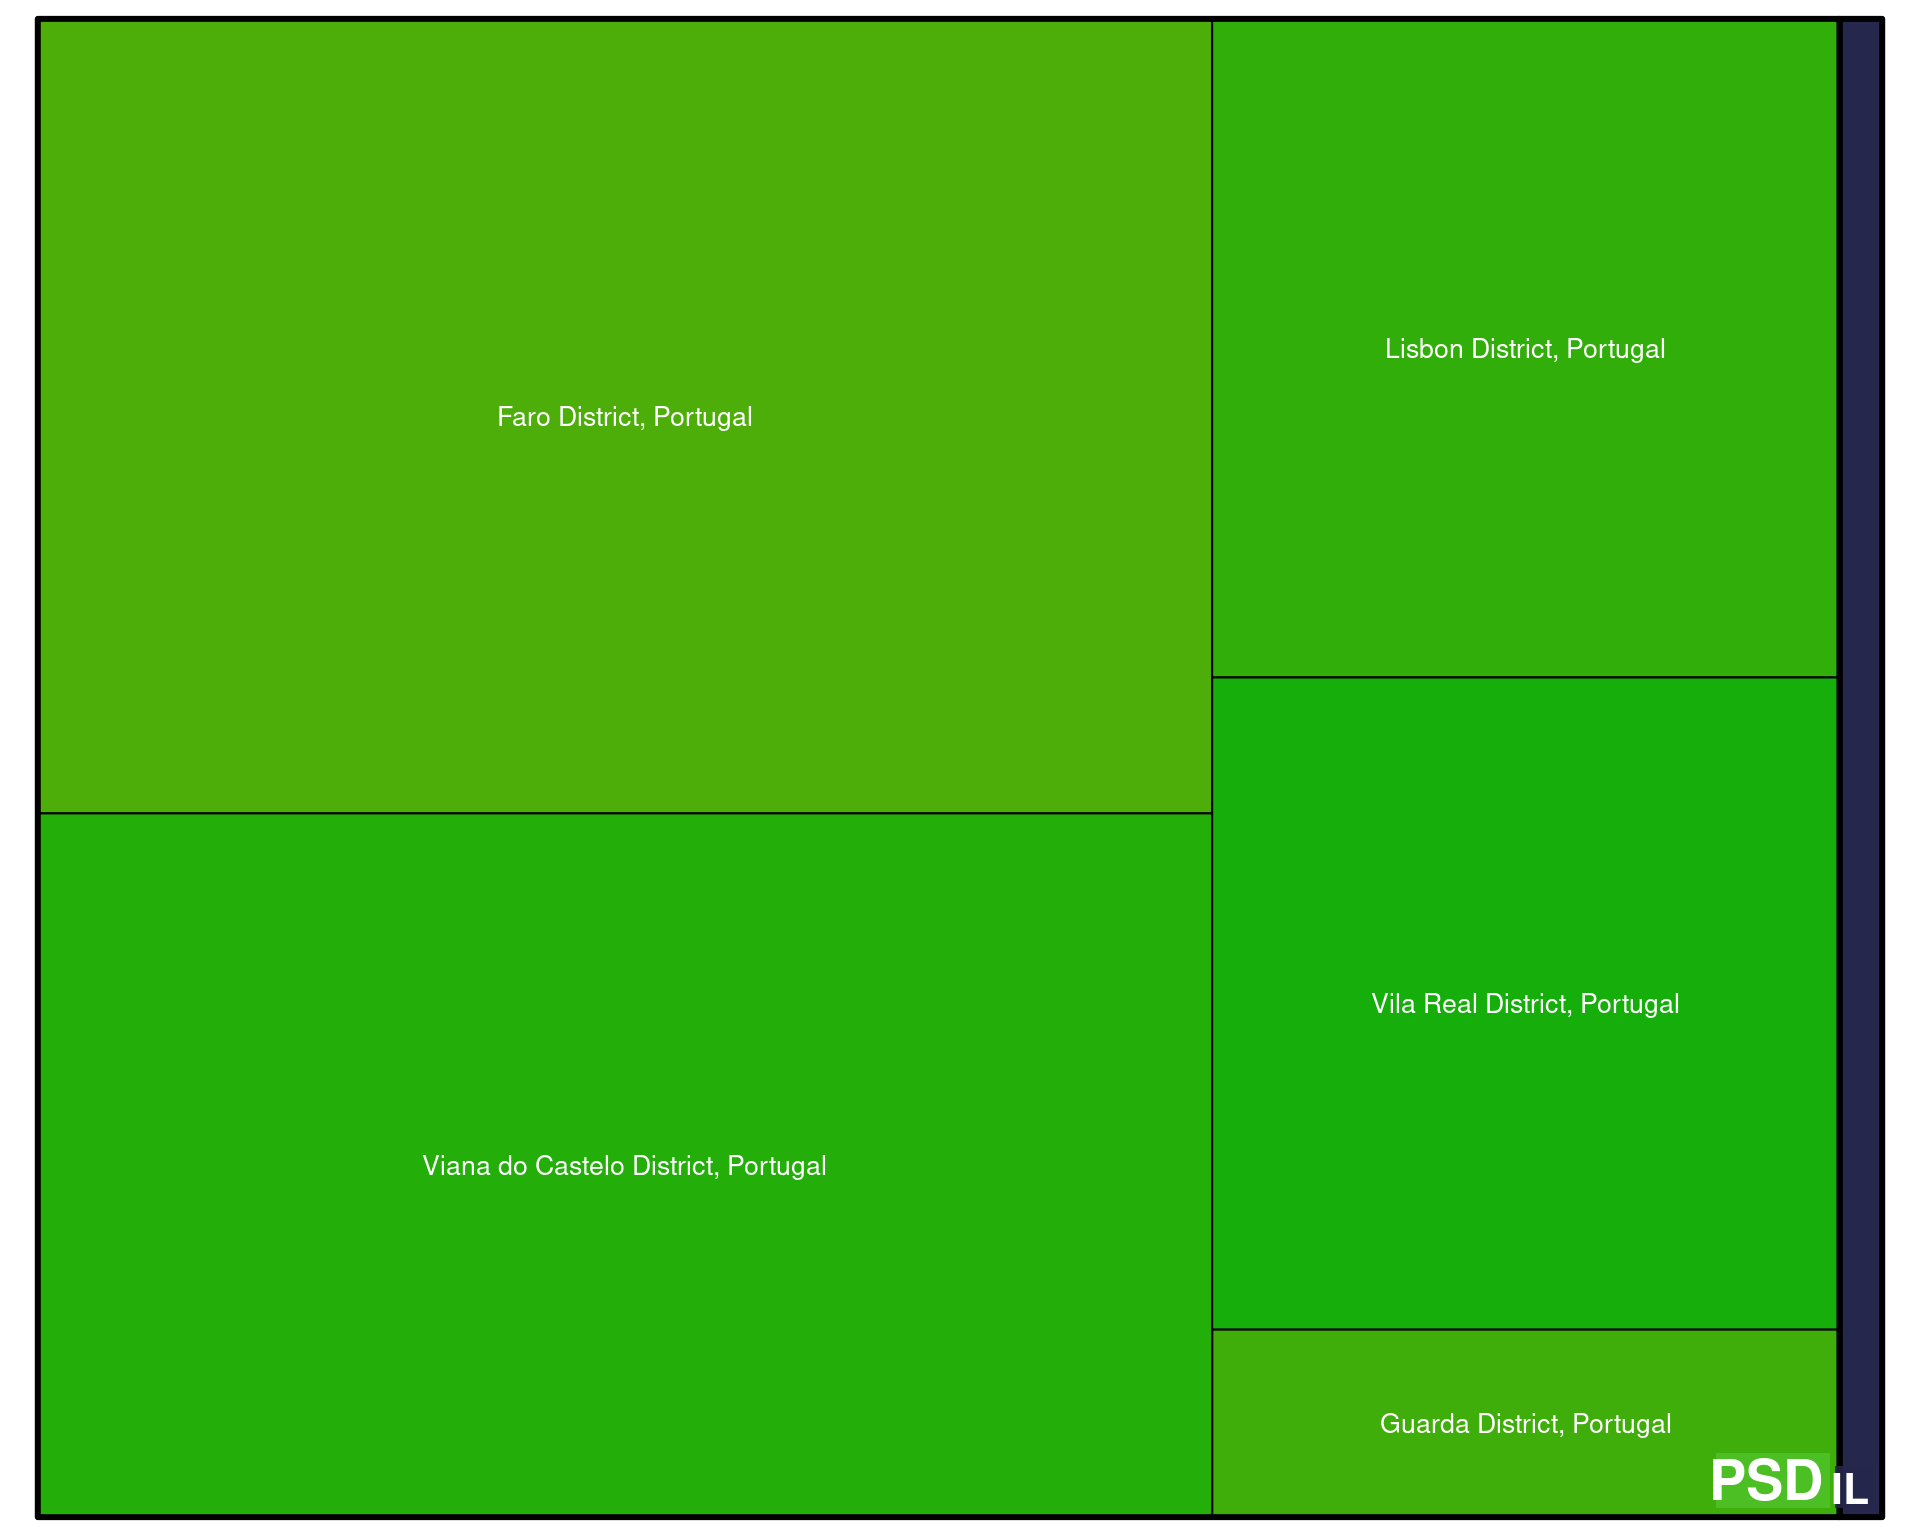 Faro District, Portugal
Lisbon District, Portugal
Viana do Castelo District, Portugal
Vila Real District, Portugal
Guarda District, Portugal
PSD
IL